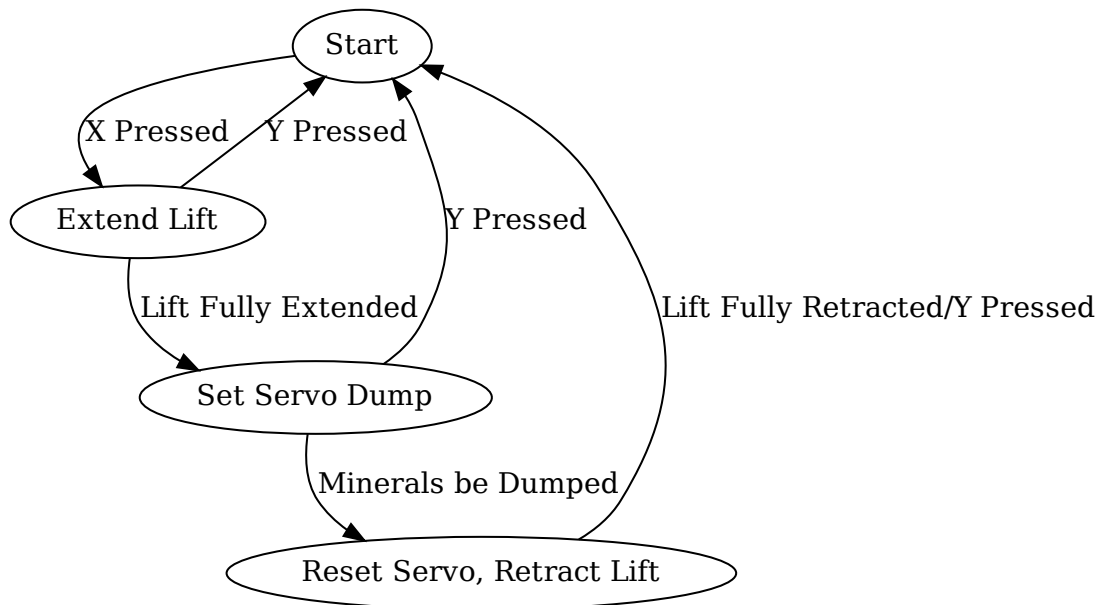 Start
X Pressed
Y Pressed
Extend Lift
Y Pressed
Lift Fully Extended
Lift Fully Retracted/Y Pressed
Set Servo Dump
Minerals be Dumped
Reset Servo, Retract Lift